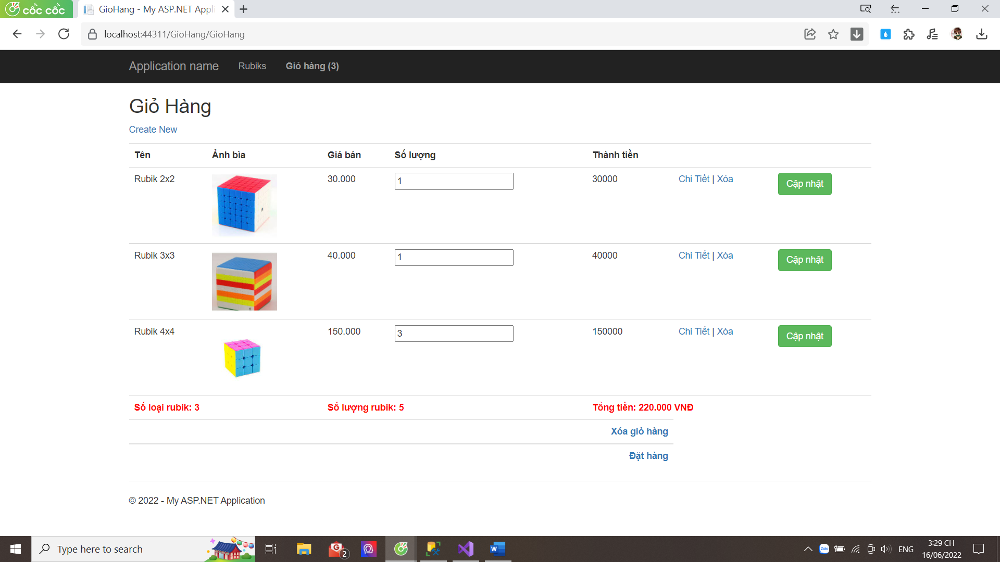 cốc cốc
GioHang - My ASP.NET Appli
localhost:44311/GioHang/GioHang
Application name Rubiks Giỏ hàng (3)
Giỏ Hàng
Create New
Tên Ảnh bìa Giá bán Số lượng Thành tiền
Rubik 2x2 30.000 1 30000 Chi Tiết | Xóa Cập nhật
Rubik 3x3 40.000 1 40000 Chi Tiết | Xóa Cập nhật
Rubik 4x4 150.000 3 150000 Chi Tiết | Xóa Cập nhật
Số loại rubik: 3 Số lượng rubik: 5 Tổng tiền: 220.000 VNĐ
Xóa giỏ hàng
Đặt hàng
© 2022 - My ASP.NET Application
Type here to search
G 2
W
Zalo
ENG
3:29 CH
16/06/2022